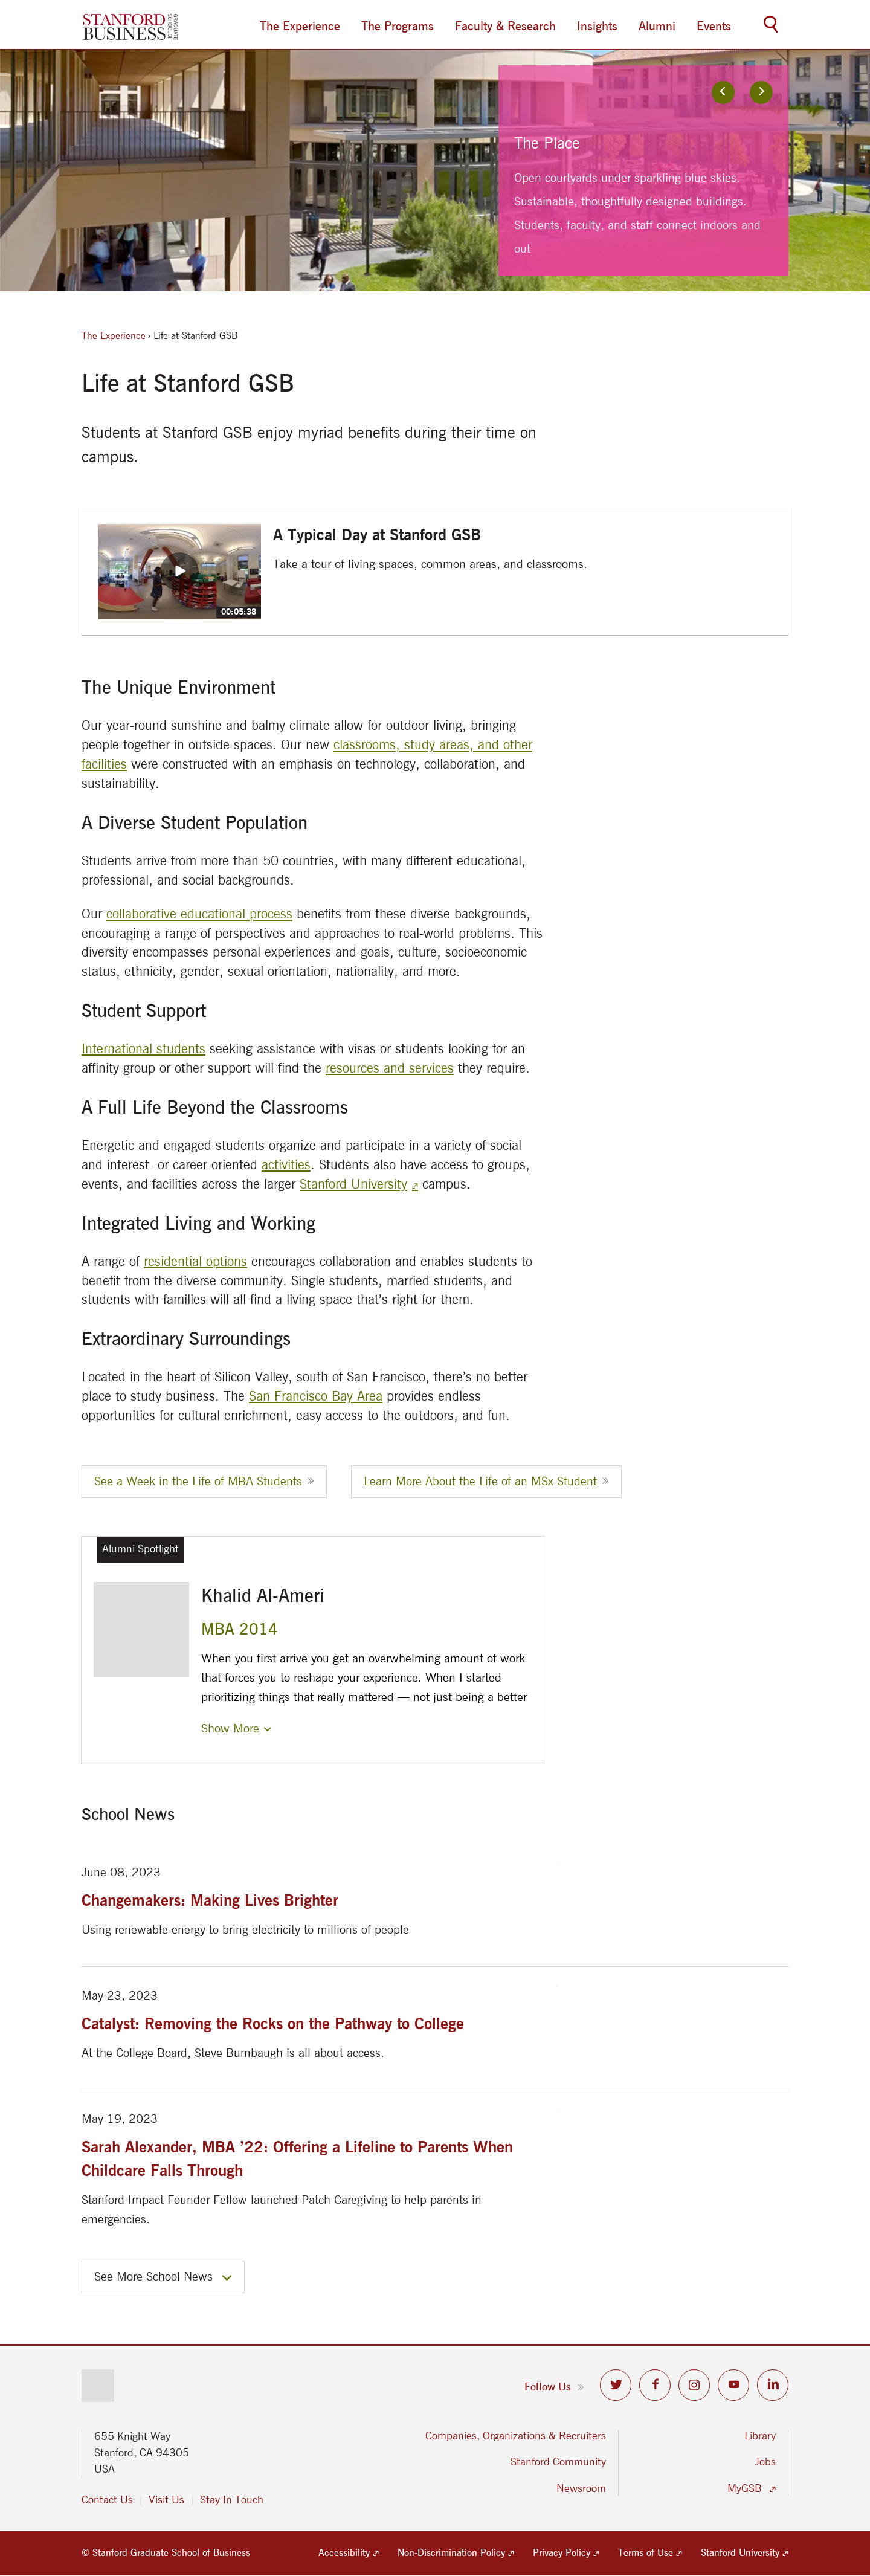 STANFORD
BUSINESS
The Experience
The Programs
Faculty & Research
Insights
Alumni
Events
The Place
Open courtyards under sparkling blue skies.
Sustainable, thoughtfully designed buildings.
Students, faculty, and staff connect indoors and
out
The Experience › Life at Stanford GSB
Life at Stanford GSB
Students at Stanford GSB enjoy myriad benefits during their time on
campus.
A Typical Day at Stanford GSB
Take a tour of living spaces, common areas, and classrooms.
00:05:38
The Unique Environment
Our year-round sunshine and balmy climate allow for outdoor living, bringing
people together in outside spaces. Our new classrooms, study areas, and other
facilities were constructed with an emphasis on technology, collaboration, and
sustainability.
A Diverse Student Population
Students arrive from more than 50 countries, with many different educational,
professional, and social backgrounds.
Our collaborative educational process benefits from these diverse backgrounds,
encouraging a range of perspectives and approaches to real-world problems. This
diversity encompasses personal experiences and goals, culture, socioeconomic
status, ethnicity, gender, sexual orientation, nationality, and more.
Student Support
International students seeking assistance with visas or students looking for an
affinity group or other support will find the resources and services they require.
A Full Life Beyond the Classrooms
Energetic and engaged students organize and participate in a variety of social
and interest- or career-oriented activities. Students also have access to groups,
events, and facilities across the larger Stanford University campus.
Integrated Living and Working
A range of residential options encourages collaboration and enables students to
benefit from the diverse community. Single students, married students, and
students with families will all find a living space that’s right for them.
Extraordinary Surroundings
Located in the heart of Silicon Valley, south of San Francisco, there’s no better
place to study business. The San Francisco Bay Area provides endless
opportunities for cultural enrichment, easy access to the outdoors, and fun.
See a Week in the Life of MBA Students »
Learn More About the Life of an MSx Student »
Alumni Spotlight
Khalid Al-Ameri
MBA 2014
When you first arrive you get an overwhelming amount of work
that forces you to reshape your experience. When I started
prioritizing things that really mattered — not just being a better
Show More
School News
June 08, 2023
Changemakers: Making Lives Brighter
Using renewable energy to bring electricity to millions of people
May 23, 2023
Catalyst: Removing the Rocks on the Pathway to College
At the College Board, Steve Bumbaugh is all about access.
May 19, 2023
Sarah Alexander, MBA ’22: Offering a Lifeline to Parents When
Childcare Falls Through
Stanford Impact Founder Fellow launched Patch Caregiving to help parents in
emergencies.
See More School News
Follow Us »
655 Knight Way
Stanford, CA 94305
USA
Contact Us
Visit Us
Stay In Touch
Companies, Organizations & Recruiters
Stanford Community
Newsroom
Library
Jobs
MyGSB
© Stanford Graduate School of Business
Accessibility
Non-Discrimination Policy
Privacy Policy
Terms of Use
Stanford University